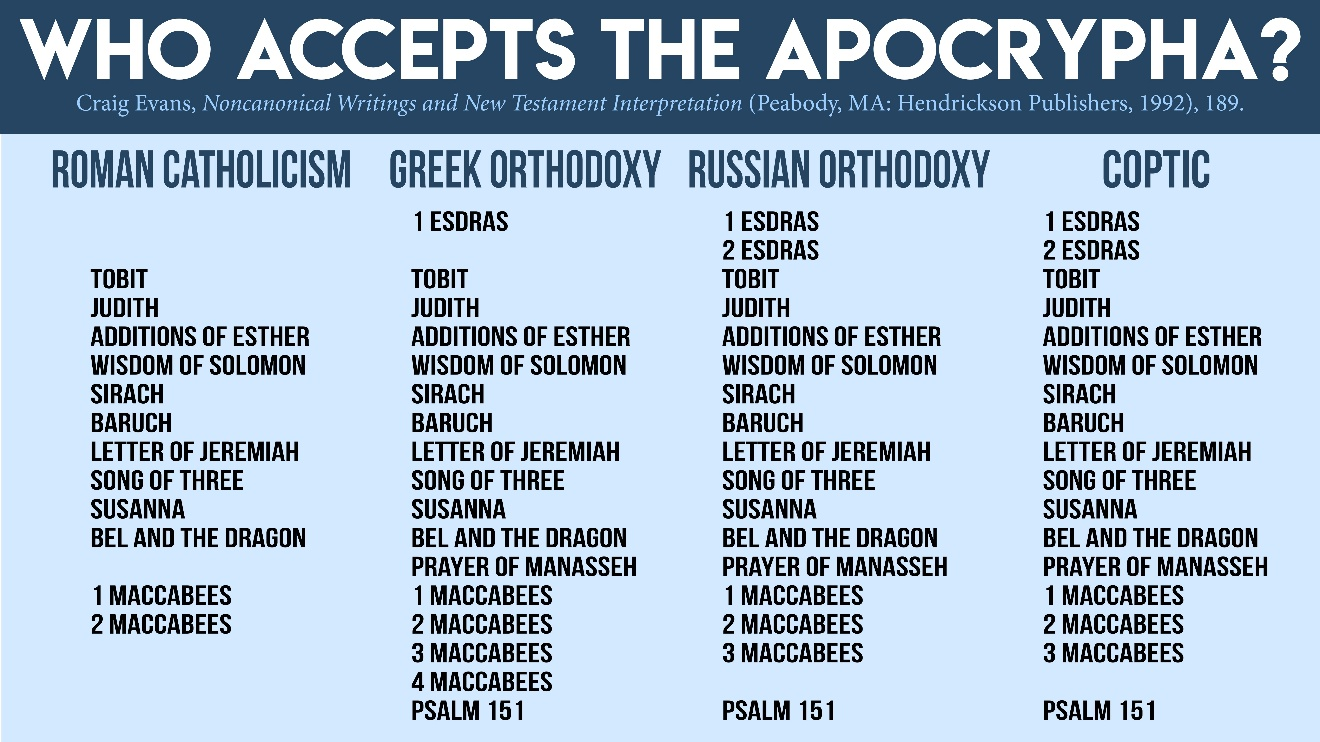 WHO ACCEPTS THE APOCRYPHA?
Craig Evans, Noncanonical Writings and New Testament Interpretation (Peabody, MA: Hendrickson Publishers, 1992), 189.
ROMAN CATHOLICISM
TOBIT
JUDITH
ADDITIONS OF ESTHER
WISDOM OF SOLOMON
SIRACH
BARUCH
LETTER OF JEREMIAH
SONG OF THREE
SUSANNA
BEL AND THE DRAGON
1 MACCABEES
2 MACCABEES
GREEK ORTHODOXY
1 ESDRAS
TOBIT
JUDITH
ADDITIONS OF ESTHER
WISDOM OF SOLOMON
SIRACH
BARUCH
LETTER OF JEREMIAH
SONG OF THREE
SUSANNA
BEL AND THE DRAGON
PRAYER OF MANASSEH
1 MACCABEES
2 MACCABEES
3 MACCABEES
4 MACCABEES
PSALM 151
RUSSIAN ORTHODOXY
1 ESDRAS
2 ESDRAS
TOBIT
JUDITH
ADDITIONS OF ESTHER
WISDOM OF SOLOMON
SIRACH
BARUCH
LETTER OF JEREMIAH
SONG OF THREE
SUSANNA
BEL AND THE DRAGON
PRAYER OF MANASSEH
1 MACCABEES
2 MACCABEES
3 MACCABEES
PSALM 151
COPTIC
1 ESDRAS
2 ESDRAS
TOBIT
JUDITH
ADDITIONS OF ESTHER
WISDOM OF SOLOMON
SIRACH
BARUCH
LETTER OF JEREMIAH
SONG OF THREE
SUSANNA
BEL AND THE DRAGON
PRAYER OF MANASSEH
1 MACCABEES
2 MACCABEES
3 MACCABEES
PSALM 151